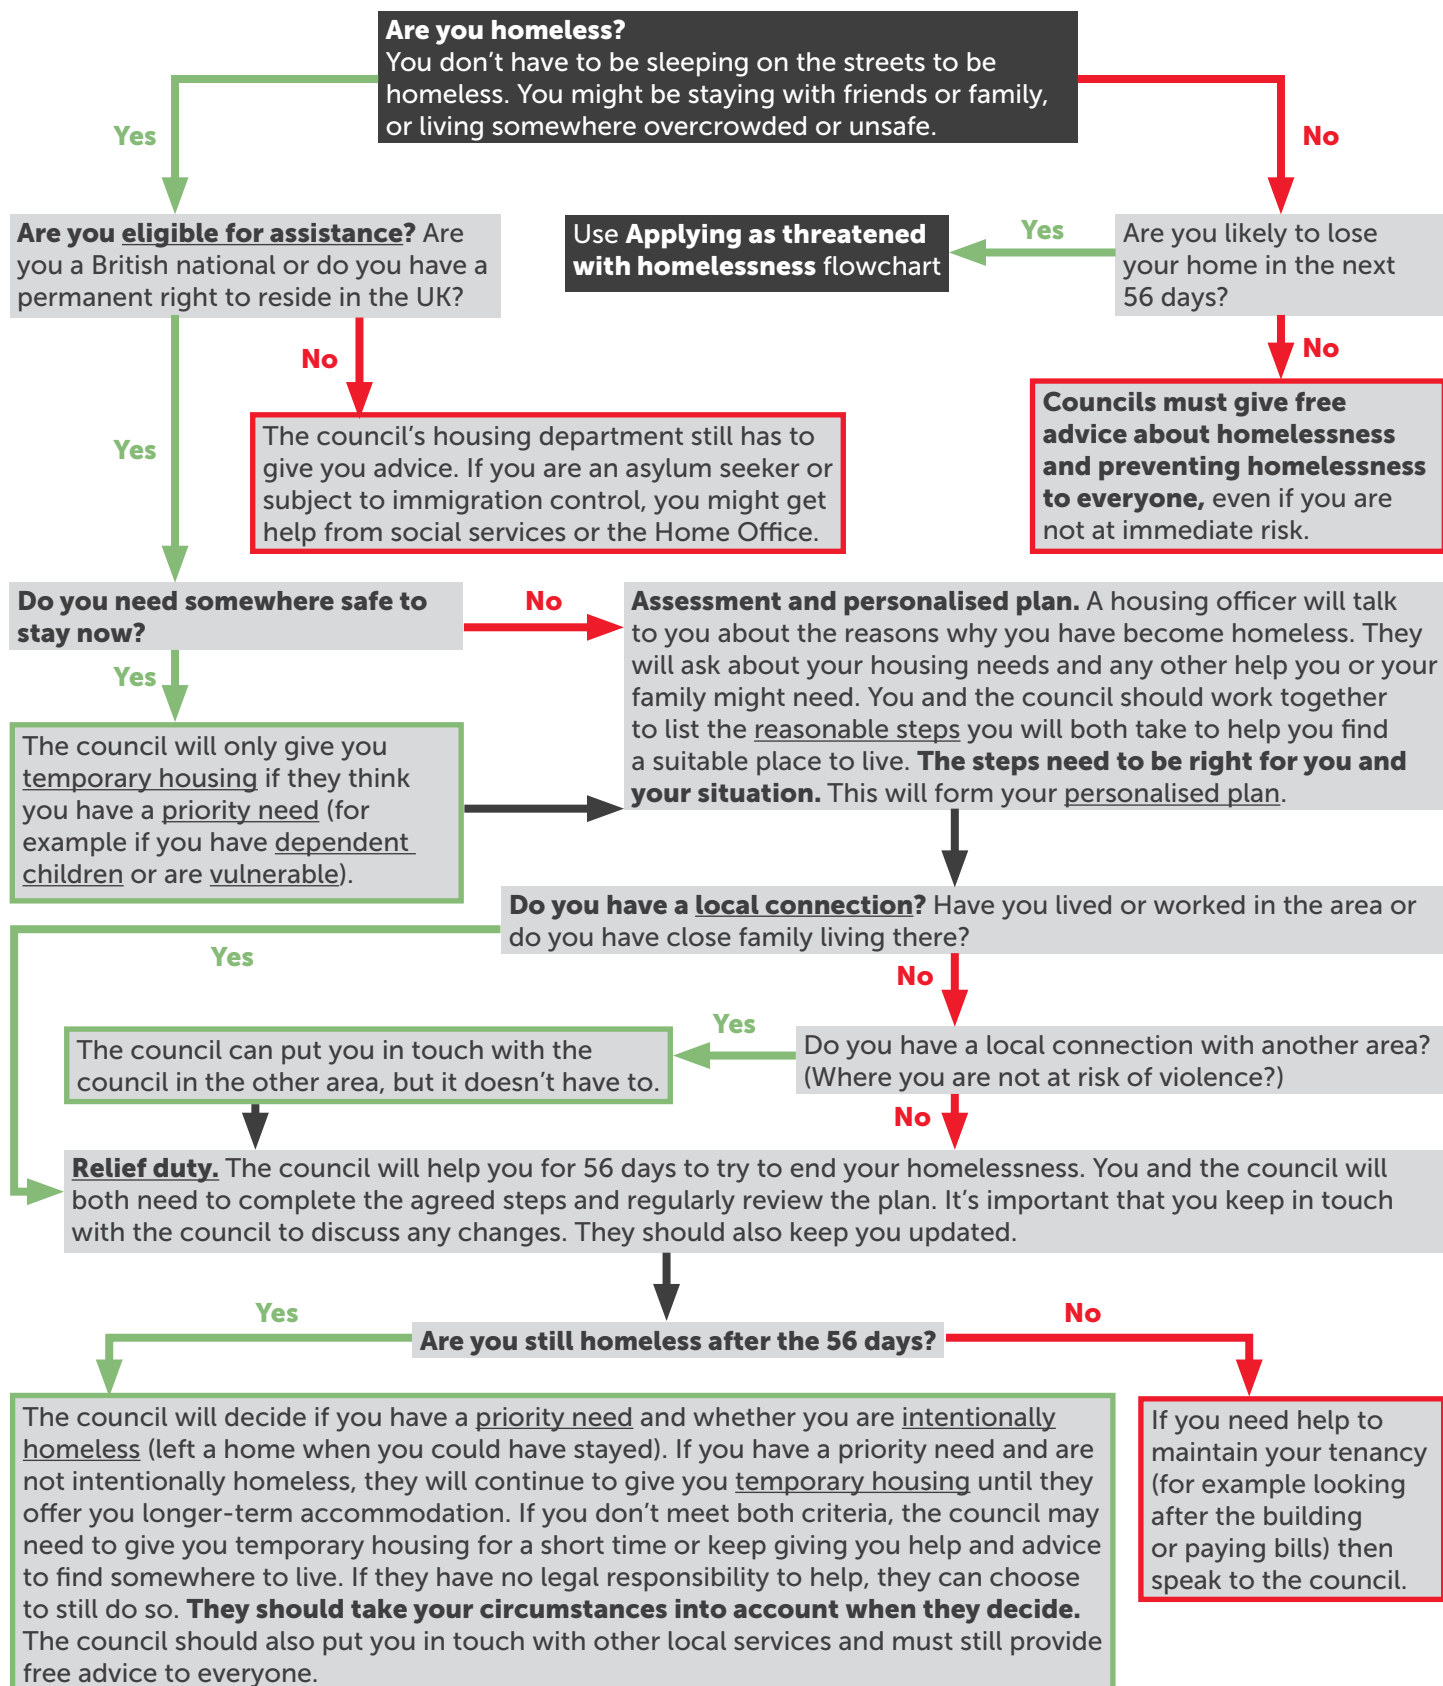 Are you homeless?
You don’t have to be sleeping on the streets to be
homeless. You might be staying with friends or family,
or living somewhere overcrowded or unsafe.
Yes
No
Are you eligible for assistance? Are
you a British national or do you have a
permanent right to reside in the UK?
Use Applying as threatened
with homelessness flowchart
Yes
Are you likely to lose
your home in the next
56 days?
No
No
The council’s housing department still has to
give you advice. If you are an asylum seeker or
subject to immigration control, you might get
help from social services or the Home Office.
Councils must give free
advice about homelessness
and preventing homelessness
to everyone, even if you are
not at immediate risk.
Yes
Do you need somewhere safe to
stay now?
No
Yes
Assessment and personalised plan. A housing officer will talk
to you about the reasons why you have become homeless. They
will ask about your housing needs and any other help you or your
family might need. You and the council should work together
to list the reasonable steps you will both take to help you find
a suitable place to live. The steps need to be right for you and
your situation. This will form your personalised plan.
The council will only give you
temporary housing if they think
you have a priority need (for
example if you have dependent
children or are vulnerable).
Do you have a local connection? Have you lived or worked in the area or
do you have close family living there?
Yes
No
Do you have a local connection with another area?
(Where you are not at risk of violence?)
Yes
The council can put you in touch with the
council in the other area, but it doesn’t have to.
No
Relief duty. The council will help you for 56 days to try to end your homelessness. You and the council will
both need to complete the agreed steps and regularly review the plan. It’s important that you keep in touch
with the council to discuss any changes. They should also keep you updated.
Are you still homeless after the 56 days?
Yes
No
The council will decide if you have a priority need and whether you are intentionally
homeless (left a home when you could have stayed). If you have a priority need and are
not intentionally homeless, they will continue to give you temporary housing until they
offer you longer-term accommodation. If you don’t meet both criteria, the council may
need to give you temporary housing for a short time or keep giving you help and advice
to find somewhere to live. If they have no legal responsibility to help, they can choose
to still do so. They should take your circumstances into account when they decide.
The council should also put you in touch with other local services and must still provide
free advice to everyone.
If you need help to
maintain your tenancy
(for example looking
after the building
or paying bills) then
speak to the council.